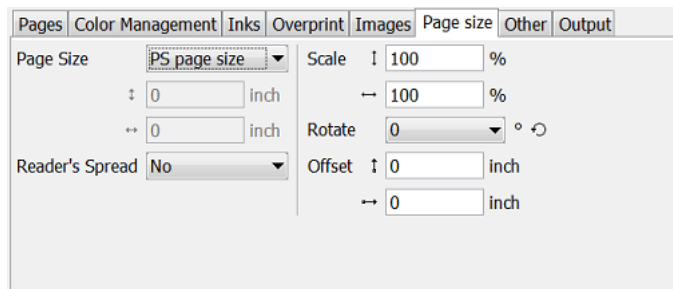 Pages Color Management Inks Overprint Images Page size Other Output
Page Size PS page size Scale 100 %
0 inch 100 %
0 inch Rotate 0 °
Reader's Spread No Offset 0 inch
0 inch